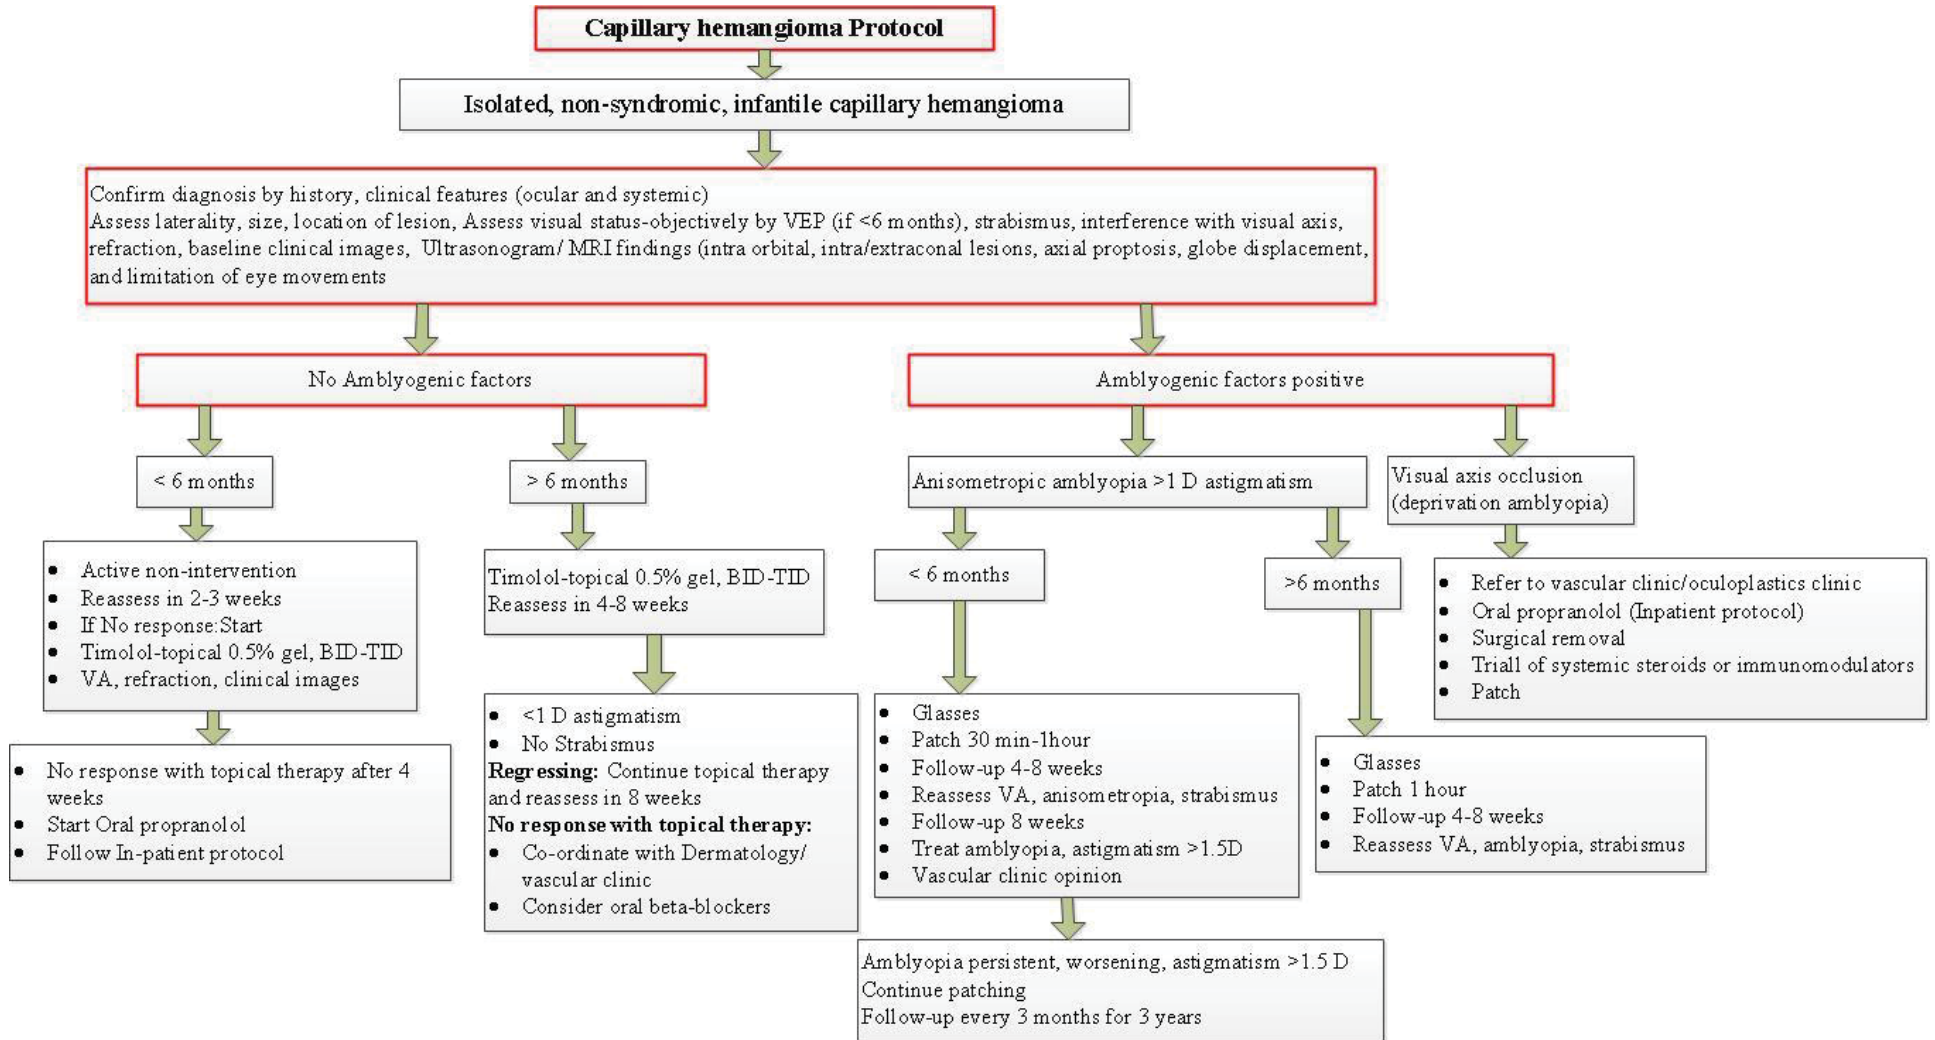 Capillary hemangioma Protocol
Isolated, non-syndromic, infantile capillary hemangioma
Confirm diagnosis by history, clinical features (ocular and systemic)
Assess laterality, size, location of lesion, Assess visual status-objectively by VEP (if <6 months), strabismus, interference with visual axis,
refraction, baseline clinical images, Ultrasonogram/ MRI findings (intra orbital, intra/extraconal lesions, axial proptosis, globe displacement,
and limitation of eye movements
No Amblyogenic factors
Amblyogenic factors positive
< 6 months
> 6 months
Anisometropic amblyopia >1 D astigmatism
Visual axis occlusion
(deprivation amblyopia)
• Active non-intervention
• Reassess in 2-3 weeks
• If No response:Start
• Timolol-topical 0.5% gel, BID-TID
• VA, refraction, clinical images
Timolol-topical 0.5% gel, BID-TID
Reassess in 4-8 weeks
< 6 months
>6 months
• Refer to vascular clinic/oculoplastics clinic
• Oral propranolol (Inpatient protocol)
• Surgical removal
• Triall of systemic steroids or immunomodulators
• Patch
• No response with topical therapy after 4
weeks
• Start Oral propranolol
• Follow In-patient protocol
• <1 D astigmatism
• No Strabismus
Regressing: Continue topical therapy
and reassess in 8 weeks
No response with topical therapy:
• Co-ordinate with Dermatology/
vascular clinic
• Consider oral beta-blockers
• Glasses
• Patch 30 min-1hour
• Follow-up 4-8 weeks
• Reassess VA, anisometropia, strabismus
• Follow-up 8 weeks
• Treat amblyopia, astigmatism >1.5D
• Vascular clinic opinion
• Glasses
• Patch 1 hour
• Follow-up 4-8 weeks
• Reassess VA, amblyopia, strabismus
Amblyopia persistent, worsening, astigmatism >1.5 D
Continue patching
Follow-up every 3 months for 3 years